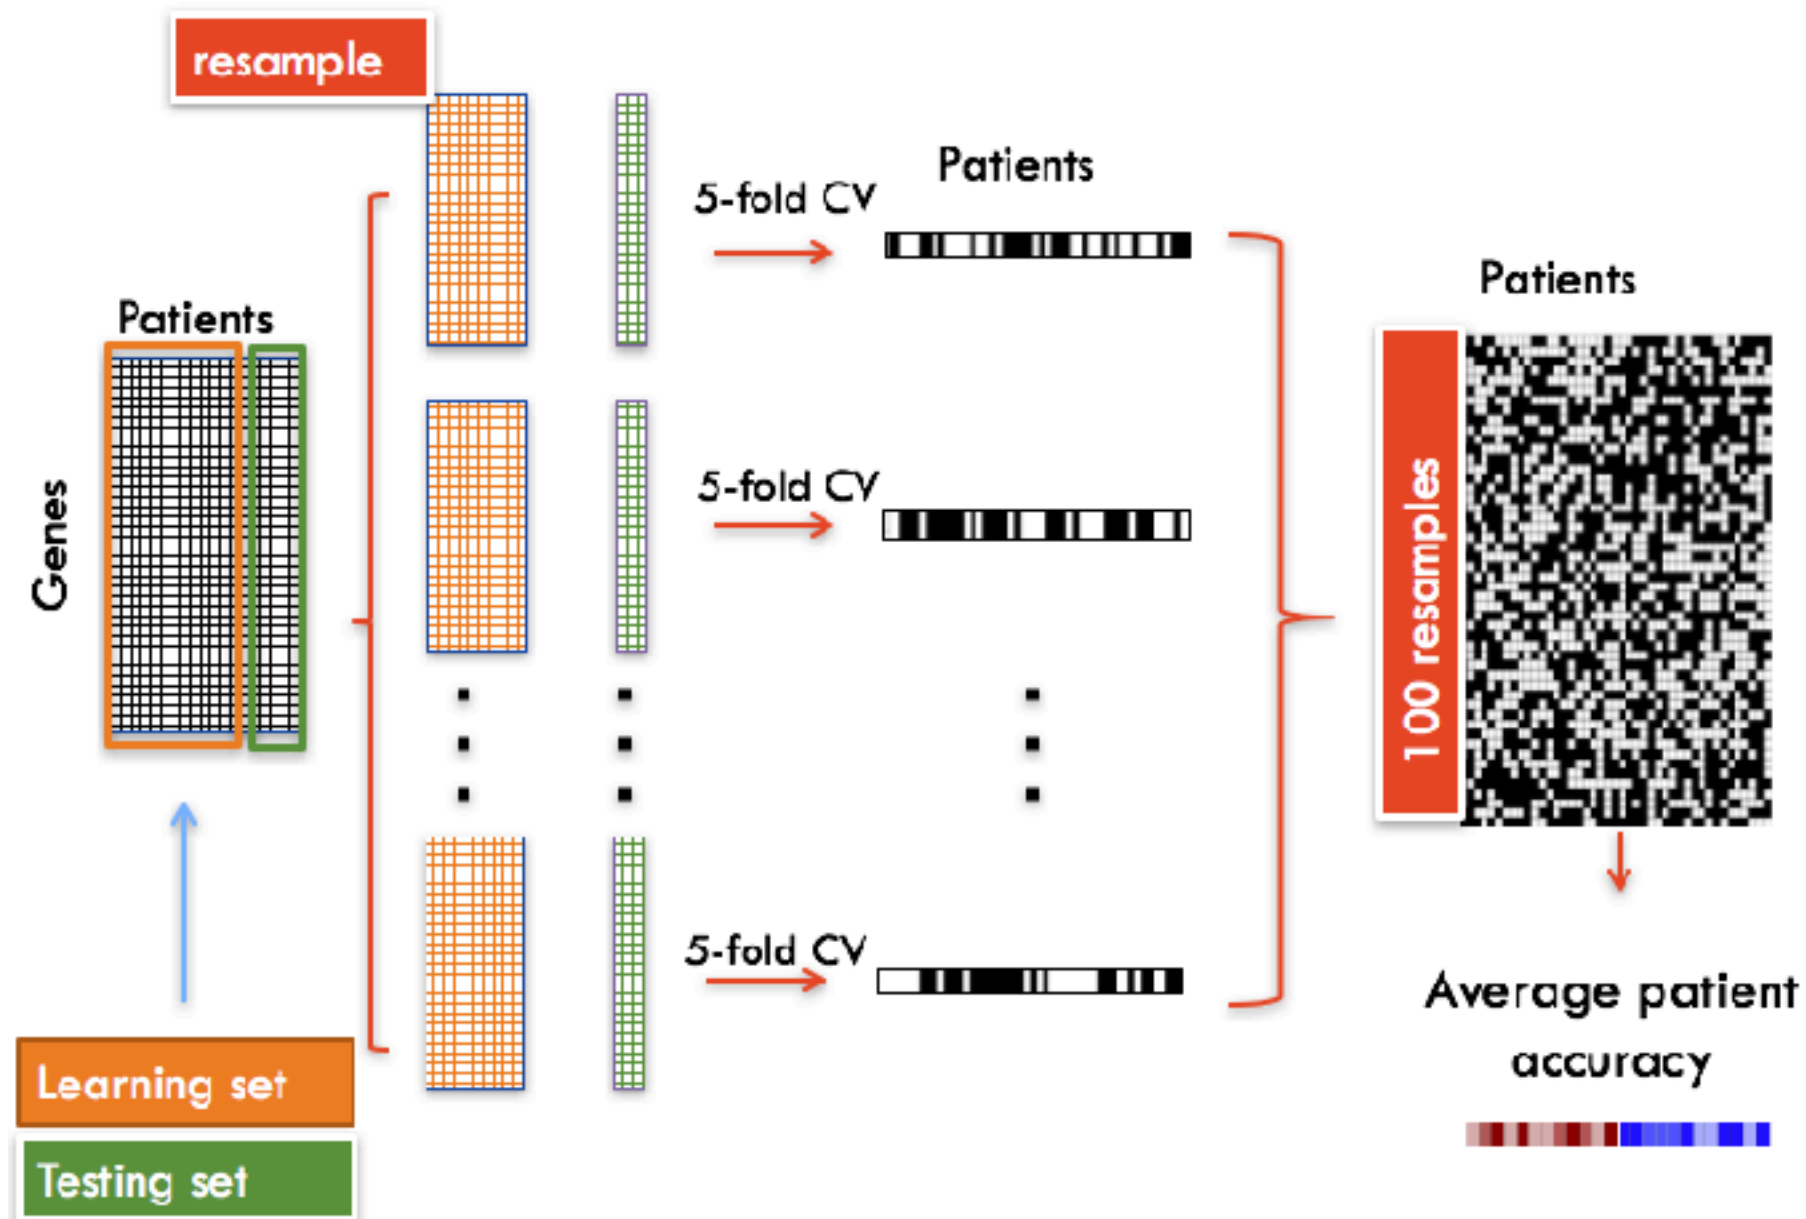 resample
Patients
Genes
Learning set
Testing set
5-fold CV
5-fold CV
5-fold CV
Patients
Patients
100 resamples
Average patient
accuracy